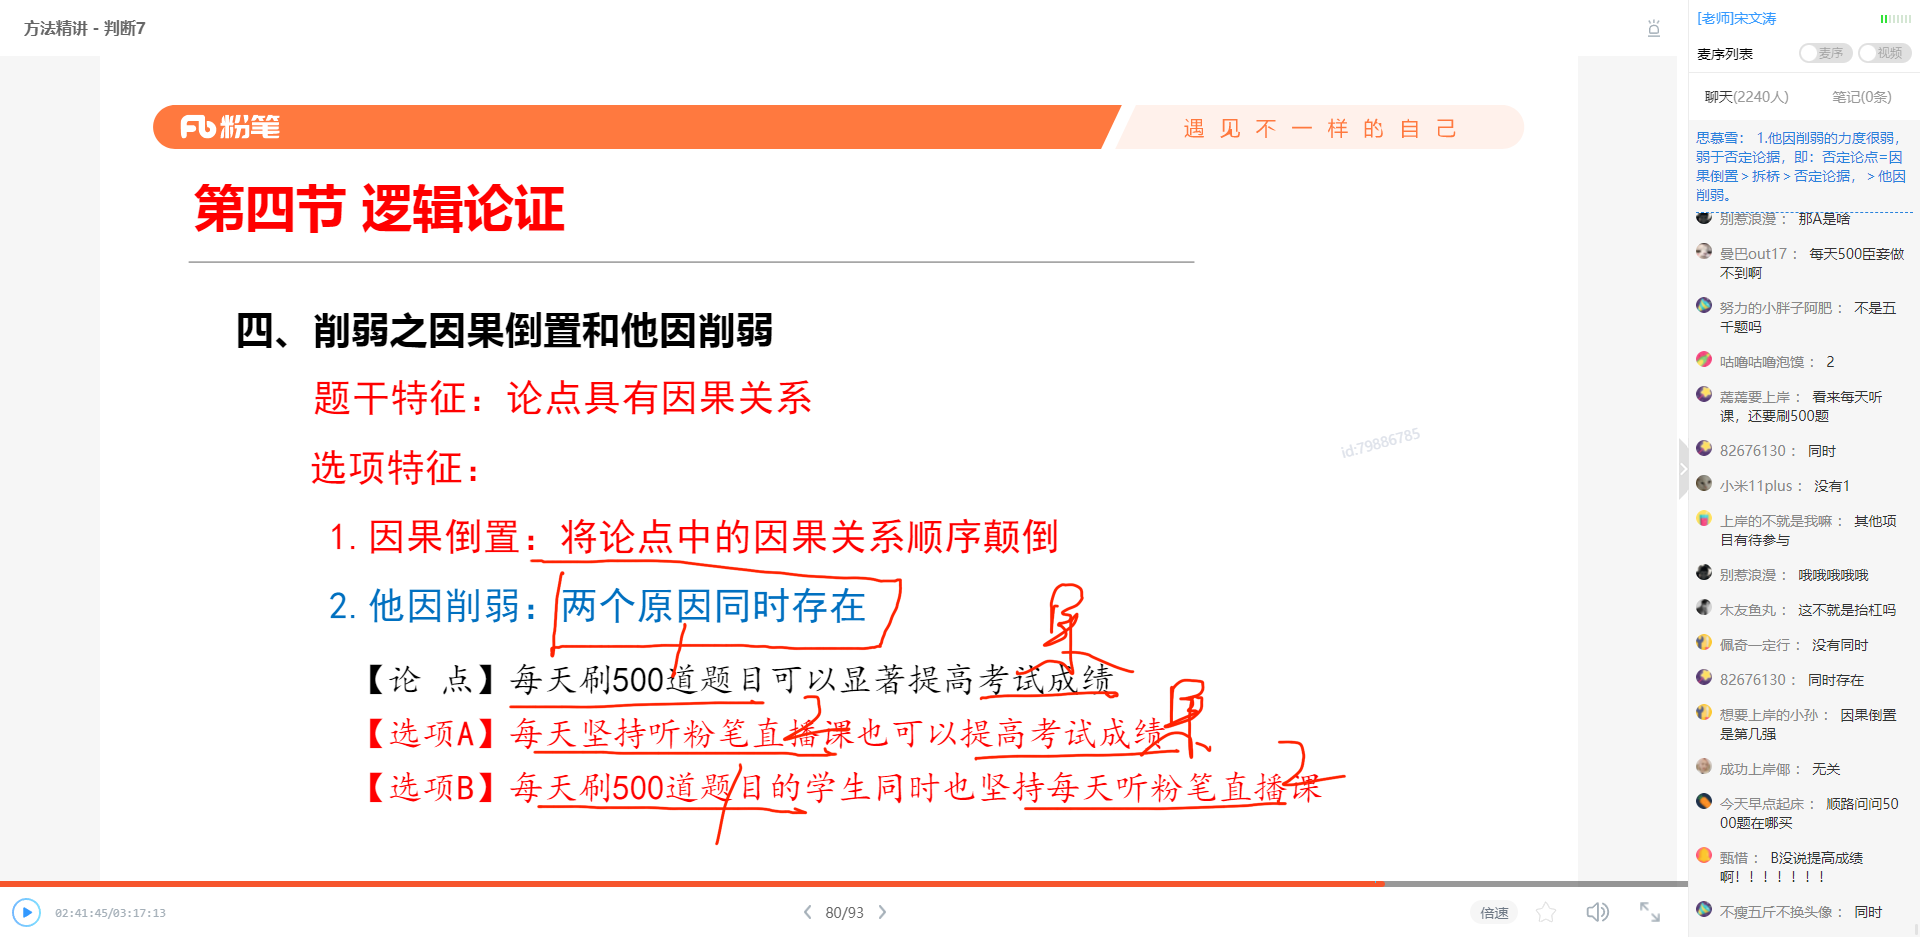 方法精讲 - 判断7
粉笔
遇见不一样的自己
第四节 逻辑论证
四、削弱之因果倒置和他因削弱
题干特征：论点具有因果关系
选项特征：
1.因果倒置：将论点中的因果关系顺序颠倒
2.他因削弱：两个原因同时存在
果
1
【论 点】每天刷500道题目可以显著提高考试成绩
2
果
【选项A】每天坚持听粉笔直播课也可以提高考试成绩
1
2
【选项B】每天刷500道题目的学生同时也坚持每天听粉笔直播课
id:79886785
02:41:45/03:17:13
80/93
倍速
[老师]宋文涛
麦序列表
麦序
视频
聊天(2240人)
笔记(0条)
思慕雪： 1.他因削弱的力度很弱，
弱于否定论据，即：否定论点=因
果倒置＞拆桥＞否定论据，＞他因
削弱。
别惹浪漫： 那A是啥
曼巴out17： 每天500臣妾做
不到啊
努力的小胖子阿肥： 不是五
千题吗
咕噜咕噜泡馍： 2
蔫蔫要上岸： 看来每天听
课，还要刷500题
82676130： 同时
小米11plus： 没有1
上岸的不就是我嘛： 其他项
目有待参与
别惹浪漫： 哦哦哦哦哦
木友鱼丸： 这不就是抬杠吗
佩奇一定行： 没有同时
82676130： 同时存在
想要上岸的小孙： 因果倒置
是第几强
成功上岸倻： 无关
今天早点起床： 顺路问问50
00题在哪买
甄惜： B没说提高成绩
啊！！！！！！！
不瘦五斤不换头像： 同时